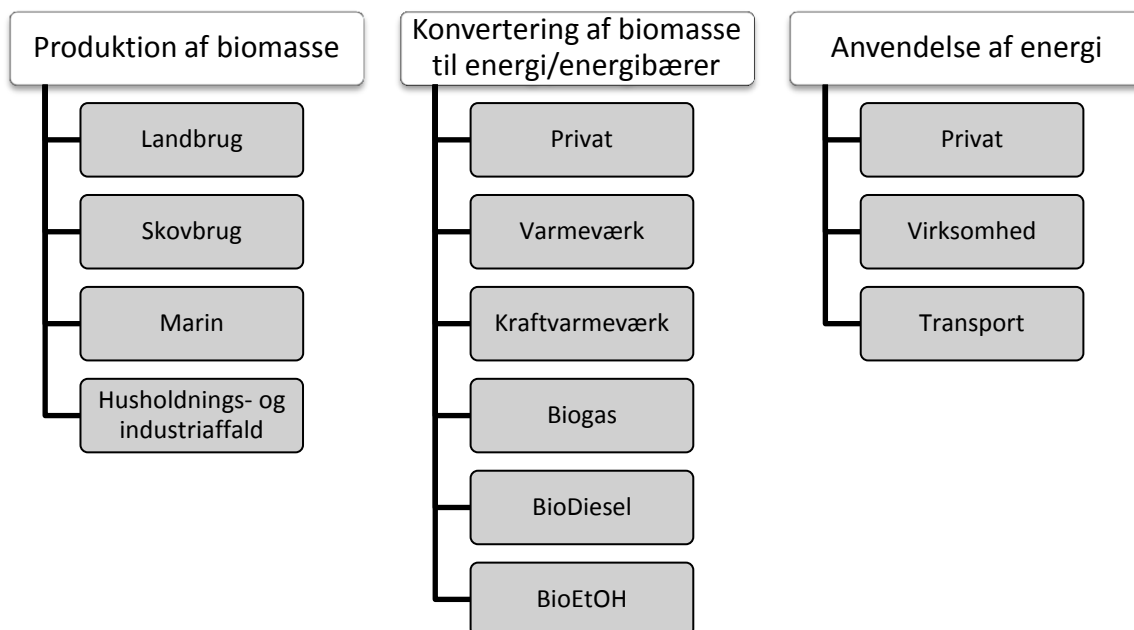 Produktion af biomasse
Landbrug
Skovbrug
Marin
Husholdnings- og
industriaffald
Konvertering af biomasse
til energi/energibærer
Privat
Varmeværk
Kraftvarmeværk
Biogas
BioDiesel
BioEtOH
Anvendelse af energi
Privat
Virksomhed
Transport